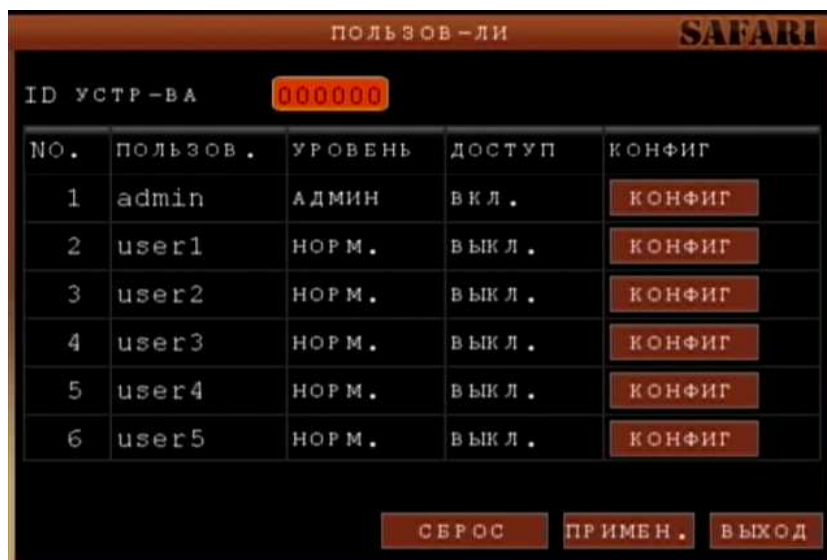 ПОЛЬЗОВ-ЛИ SAFARI
ID УСТР-ВА 000000
NO. ПОЛЬЗОВ. УРОВЕНЬ ДОСТУП КОНФИГ
1 admin АДМИН ВКЛ. КОНФИГ
2 user1 НОРМ. ВЫКЛ. КОНФИГ
3 user2 НОРМ. ВЫКЛ. КОНФИГ
4 user3 НОРМ. ВЫКЛ. КОНФИГ
5 user4 НОРМ. ВЫКЛ. КОНФИГ
6 user5 НОРМ. ВЫКЛ. КОНФИГ
СБРОС ПРИМЕН. ВЫХОД